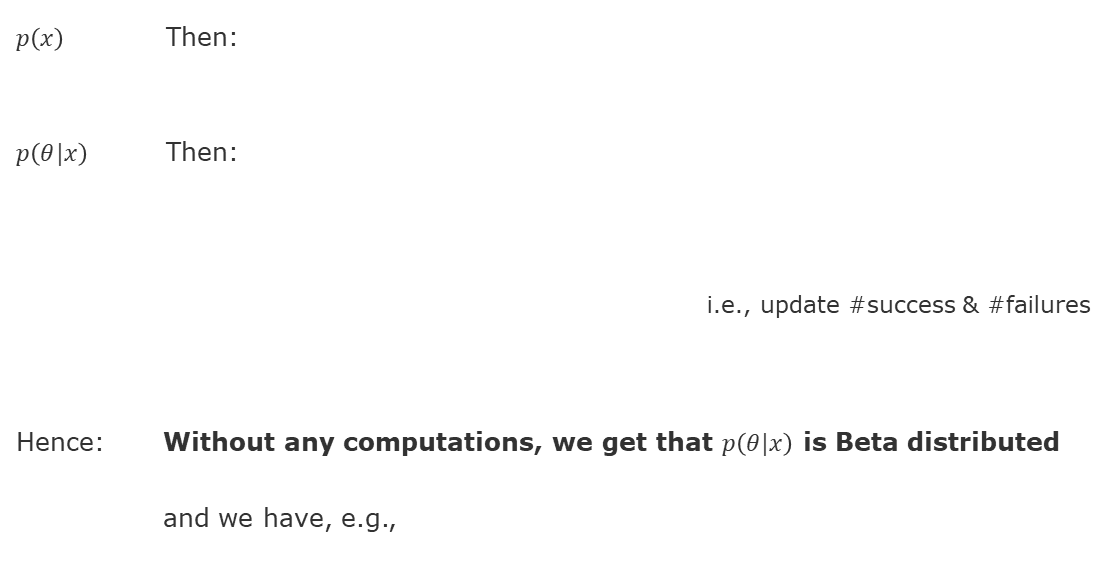 p(x) Then:
p(θ|x) Then:
i.e., update #success & #failures
Hence: Without any computations, we get that p(θ|x) is Beta distributed
and we have, e.g.,